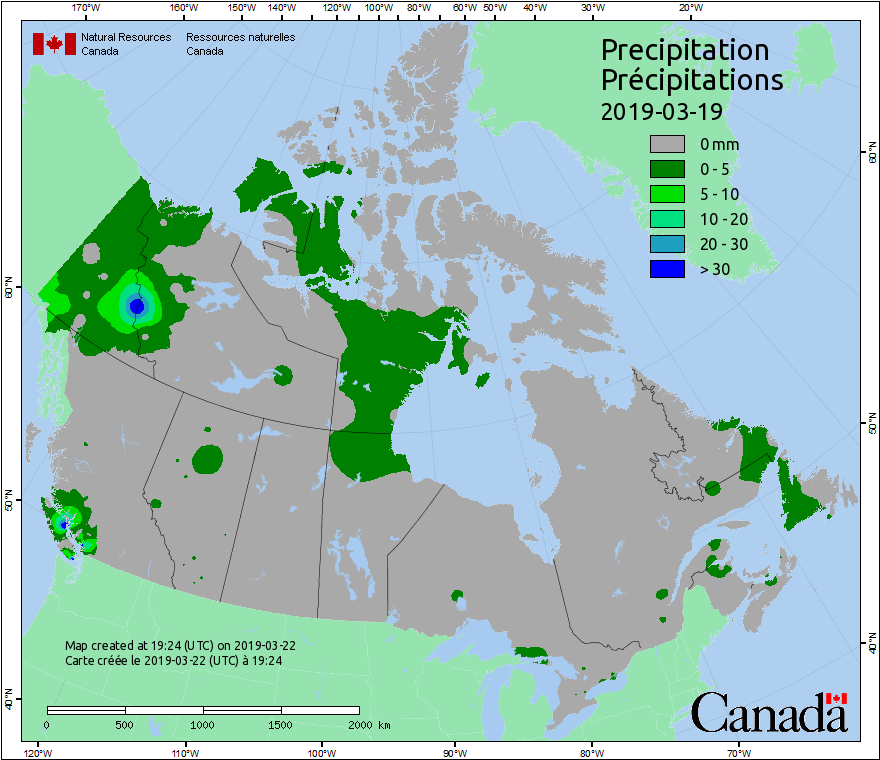 170°W 160°W 150°W 140°W 130°W 120°W 110°W 100°W 90°W 80°W 70°W 60°W 50°W 40°W 30°W 20°W
Natural Resources Ressources naturelles
Canada Canada
Precipitation
Précipitations
2019-03-19
0 mm
0 - 5
5 - 10
10 - 20
20 - 30
> 30
60°N
60°N
50°N
50°N
40°N
40°N
Map created at 19:24 (UTC) on 2019-03-22
Carte créée le 2019-03-22 (UTC) à 19:24
0 500 1000 1500 2000 km
Canada
120°W 110°W 100°W 90°W 80°W 70°W